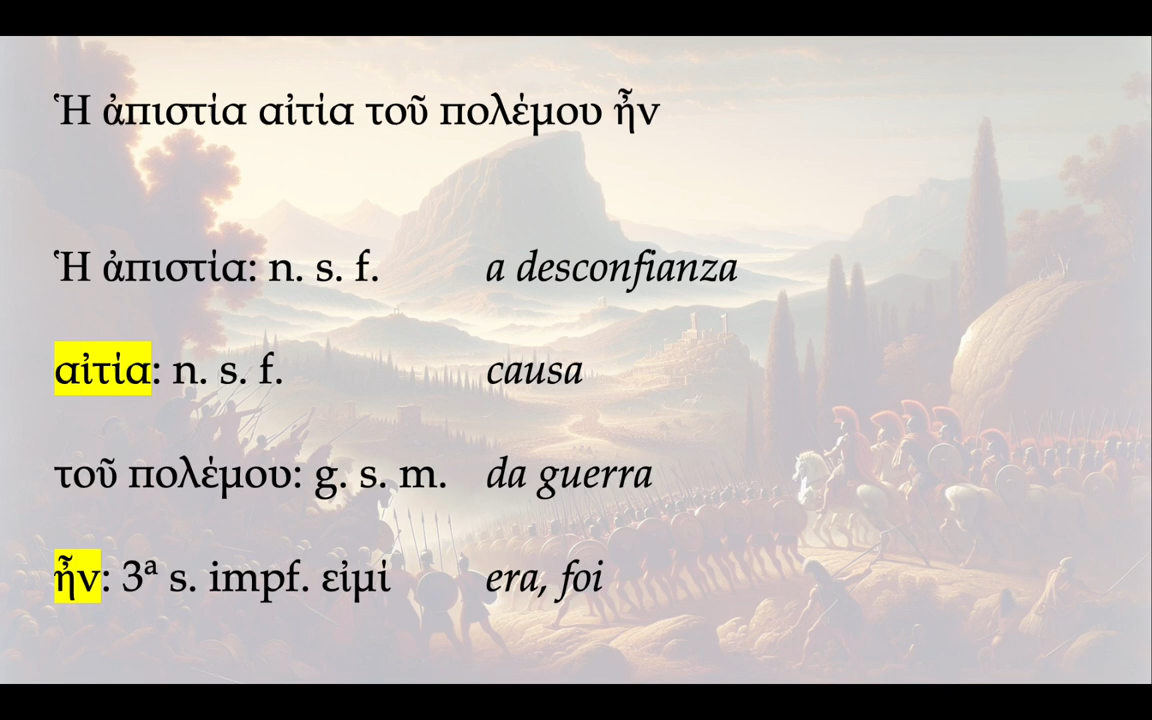 Ἡ ἀπιστία αἰτία τοῦ πολέμου ἦν
Ἡ ἀπιστία: n. s. f. a desconfianza
αἰτία: n. s. f. causa
τοῦ πολέμου: g. s. m. da guerra
ἦν: 3ª s. impf. εἰμί era, foi